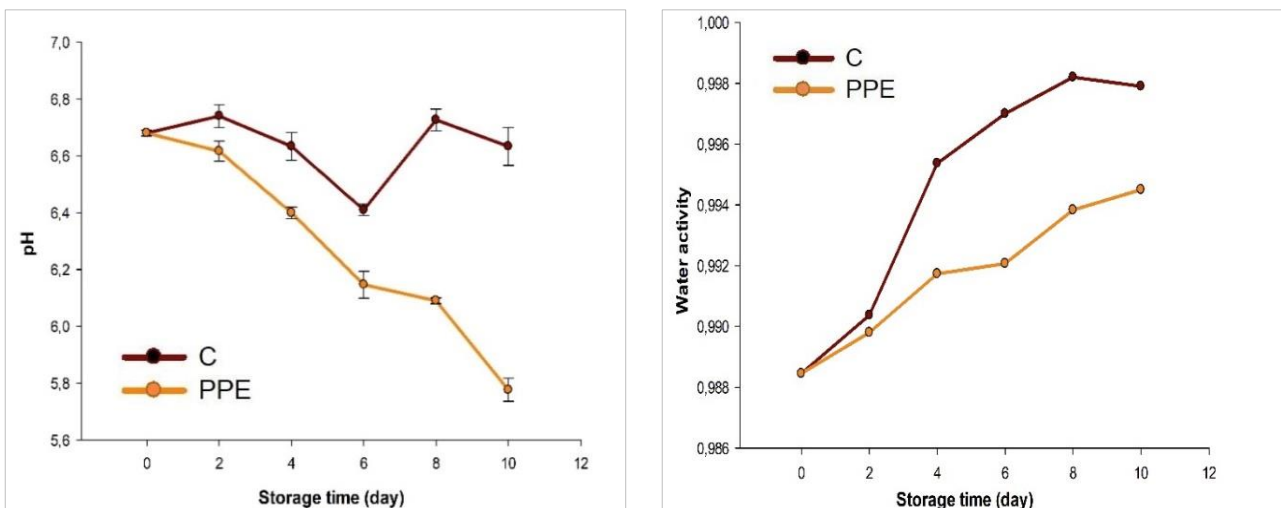 7,0
6,8
6,6
6,4
6,2
6,0
5,8
5,6
pH
C
PPE
0 2 4 6 8 10 12
Storage time (day)
1,000
0,998
0,996
0,994
0,992
0,990
0,988
0,986
Water activity
C
PPE
0 2 4 6 8 10 12
Storage time (day)